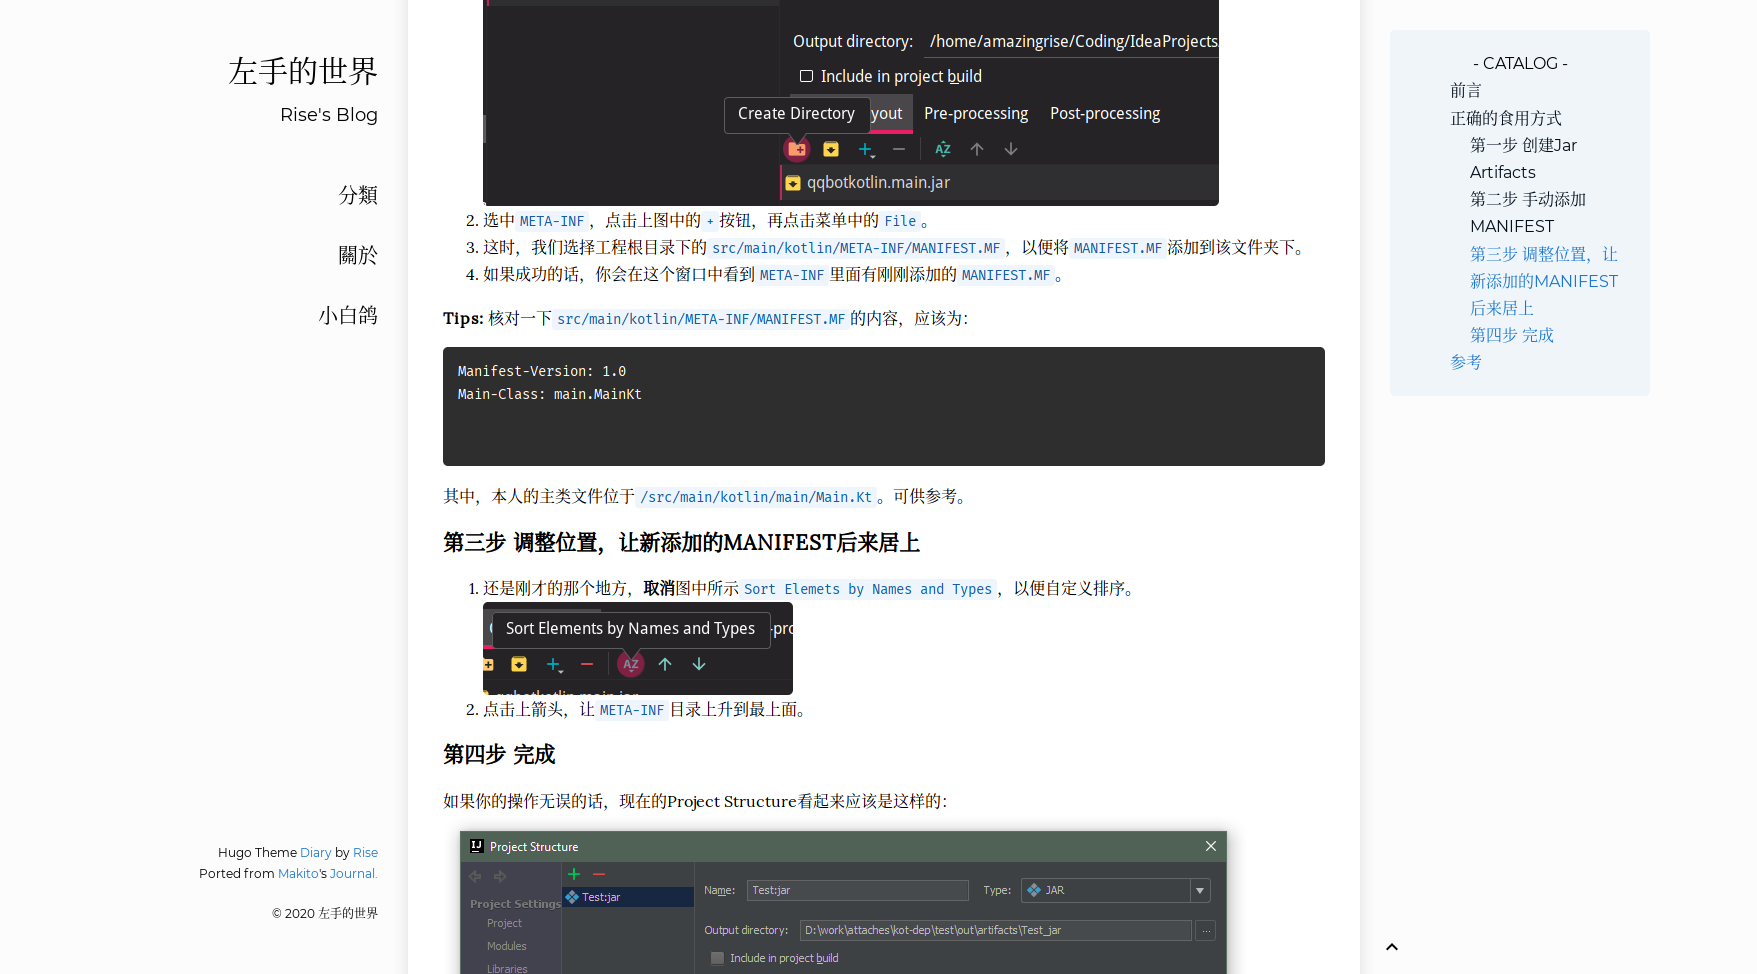 左手的世界
Rise's Blog
分類
關於
小白鸽
Hugo Theme Diary by Rise
Ported from Makito's Journal.
© 2020 左手的世界
Output directory: /home/amazingrise/Coding/IdeaProjects
Include in project build
Create Directory
yout Pre-processing Post-processing
AZ
qqbotkotlin.main.jar
2. 选中 META-INF ，点击上图中的 + 按钮，再点击菜单中的 File 。
3. 这时，我们选择工程根目录下的 src/main/kotlin/META-INF/MANIFEST.MF ，以便将 MANIFEST.MF 添加到该文件夹下。
4. 如果成功的话，你会在这个窗口中看到 META-INF 里面有刚刚添加的 MANIFEST.MF 。
Tips: 核对一下 src/main/kotlin/META-INF/MANIFEST.MF 的内容，应该为：
Manifest-Version: 1.0
Main-Class: main.MainKt
其中，本人的主类文件位于 /src/main/kotlin/main/Main.Kt 。可供参考。
第三步 调整位置，让新添加的MANIFEST后来居上
1. 还是刚才的那个地方，取消图中所示 Sort Elemets by Names and Types ，以便自定义排序。
Sort Elements by Names and Types
-pro
AZ
qqbotkotlin.main.jar
2. 点击上箭头，让 META-INF 目录上升到最上面。
第四步 完成
如果你的操作无误的话，现在的Project Structure看起来应该是这样的：
Project Structure
Project Settings
Project
Modules
Libraries
Test:jar
Name: Test:jar Type: JAR
Output directory: D:\work\attaches\kot-dep\test\out\artifacts\Test_jar ...
Include in project build
- CATALOG -
前言
正确的食用方式
第一步 创建Jar
Artifacts
第二步 手动添加
MANIFEST
第三步 调整位置，让
新添加的MANIFEST
后来居上
第四步 完成
参考